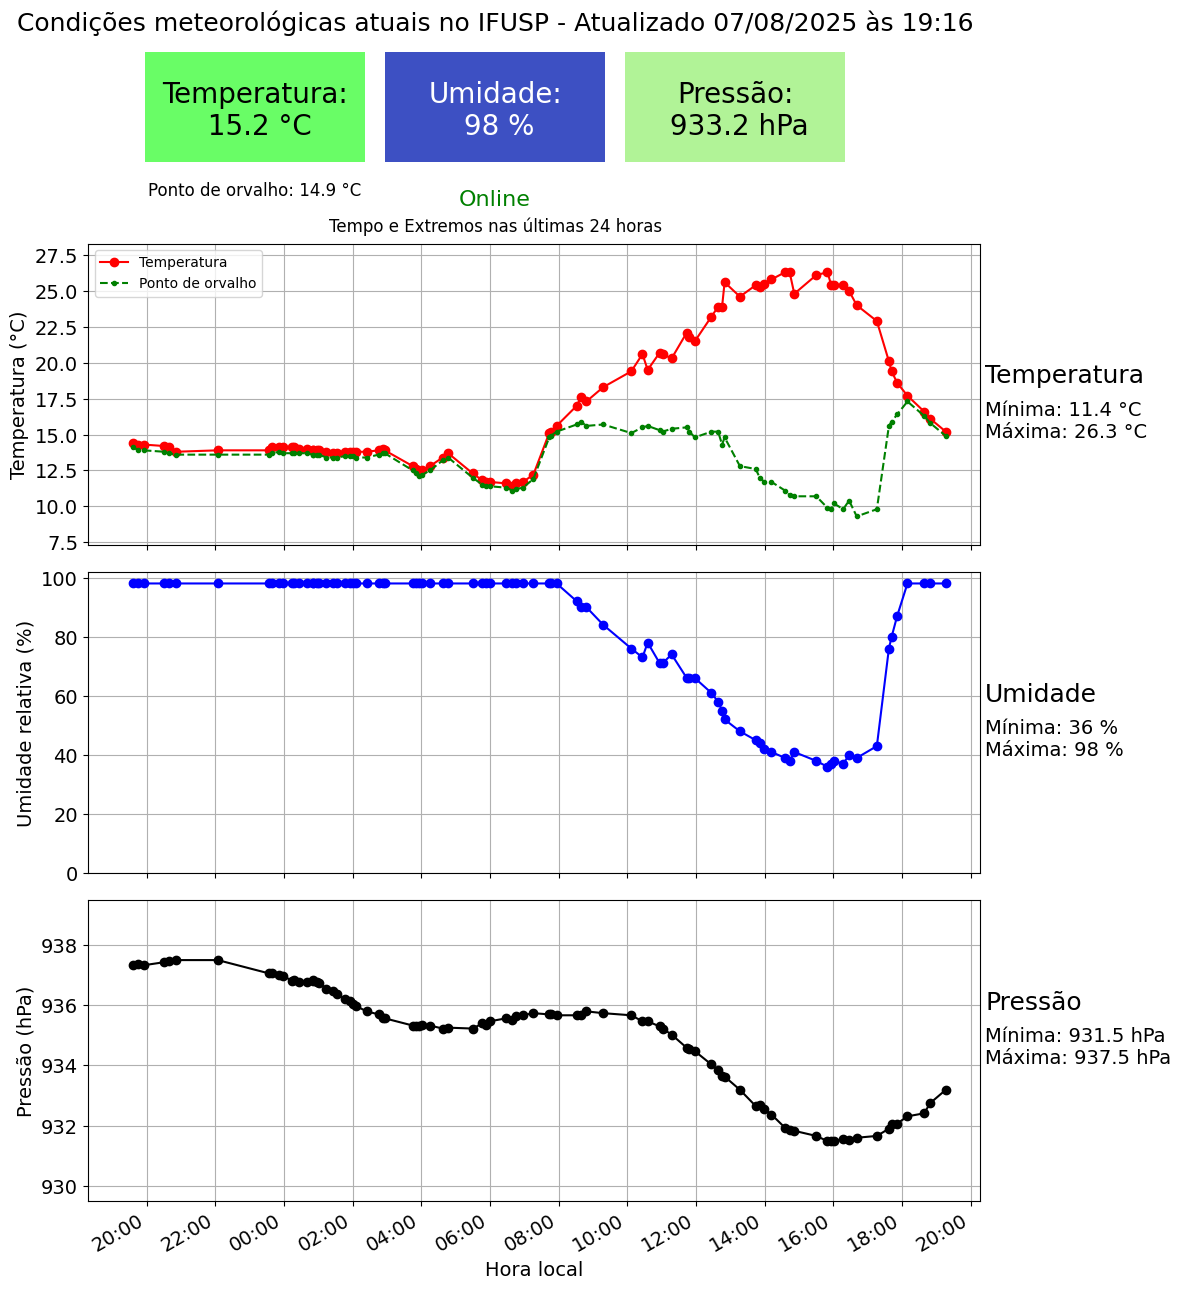 Condições meteorológicas atuais no IFUSP - Atualizado 07/08/2025 às 19:16
Temperatura:
15.2 °C
Umidade:
98 %
Pressão:
933.2 hPa
Ponto de orvalho: 14.9 °C
Online
Tempo e Extremos nas últimas 24 horas
Temperatura (°C)
27.5
25.0
22.5
20.0
17.5
15.0
12.5
10.0
7.5
Temperatura
Ponto de orvalho
Temperatura
Mínima: 11.4 °C
Máxima: 26.3 °C
Umidade relativa (%)
100
80
60
40
20
0
Umidade
Mínima: 36 %
Máxima: 98 %
Pressão (hPa)
938
936
934
932
930
Pressão
Mínima: 931.5 hPa
Máxima: 937.5 hPa
20:00 22:00 00:00 02:00 04:00 06:00 08:00 10:00 12:00 14:00 16:00 18:00 20:00
Hora local